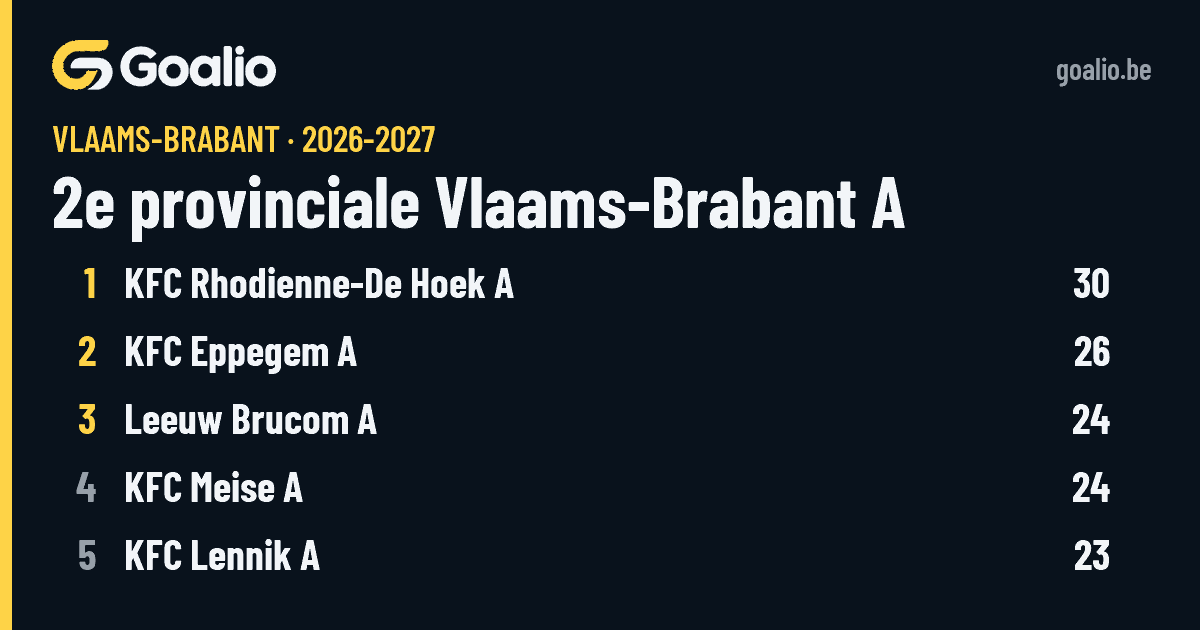 Goalio goalio.be
VLAAMS-BRABANT · 2026-2027
2e provinciale Vlaams-Brabant A
1 KFC Rhodienne-De Hoek A 30
2 KFC Eppegem A 26
3 Leeuw Brucom A 24
4 KFC Meise A 24
5 KFC Lennik A 23